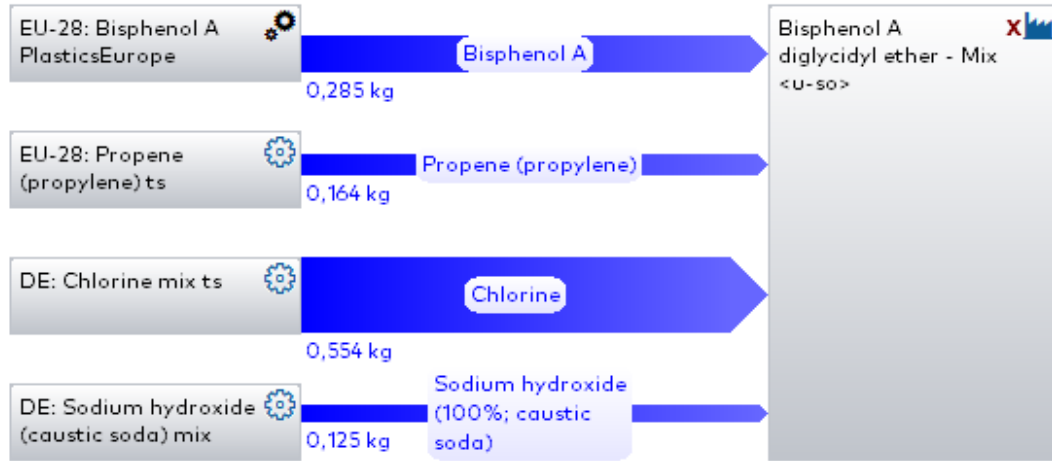 EU-28: Bisphenol A
PlasticsEurope
Bisphenol A
0,285 kg
EU-28: Propene
(propylene) ts
Propene (propylene)
0,164 kg
DE: Chlorine mix ts
Chlorine
0,554 kg
DE: Sodium hydroxide
(caustic soda) mix
Sodium hydroxide
(100%; caustic
soda)
0,125 kg
Bisphenol A
diglycidyl ether - Mix
<u-so>
X